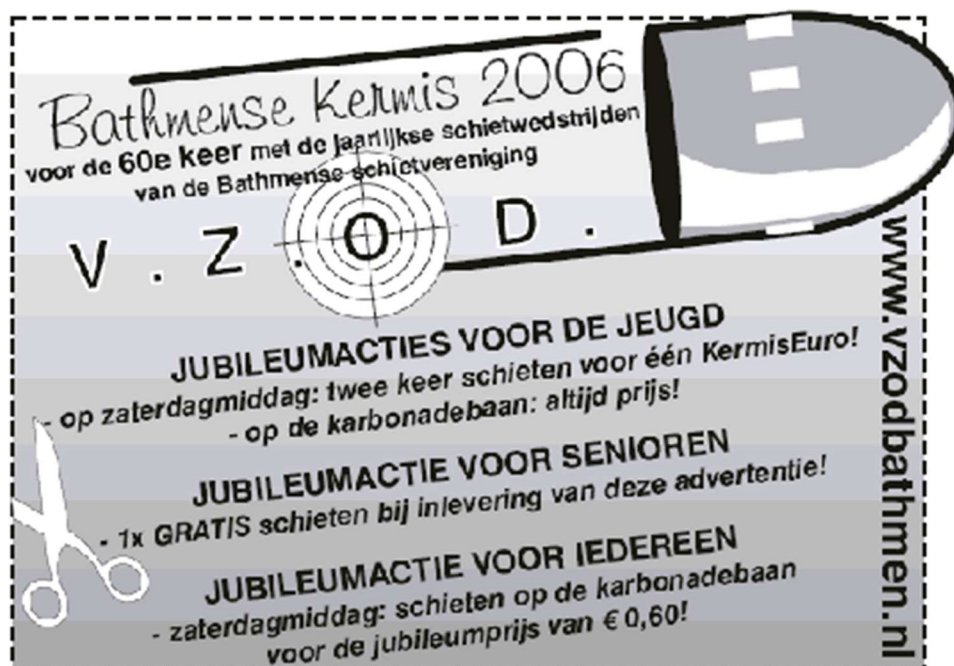 Bathmense Kermis 2006
voor de 60e keer met de jaarlijkse schietwedstrijden
van de Bathmense schietvereniging
V . Z . O D .
JUBILEUMACTIES VOOR DE JEUGD
- op zaterdagmiddag: twee keer schieten voor één KermisEuro!
- op de karbonadebaan: altijd prijs!
JUBILEUMACTIE VOOR SENIOREN
- 1x GRATIS schieten bij inlevering van deze advertentie!
JUBILEUMACTIE VOOR IEDEREEN
- zaterdagmiddag: schieten op de karbonadebaan
voor de jubileumprijs van € 0,60!
www.vzodbathmen.nl